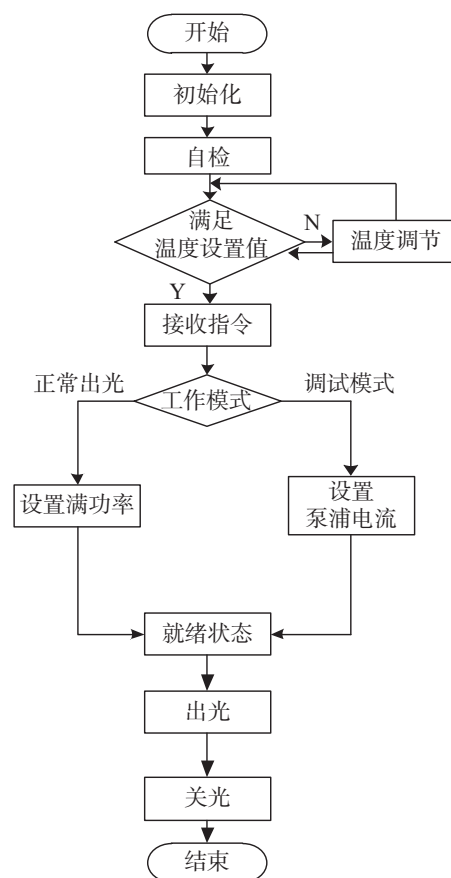 开始
初始化
自检
满足
温度设置值
N
温度调节
Y
接收指令
正常出光
工作模式
调试模式
设置满功率
设置
泵浦电流
就绪状态
出光
关光
结束